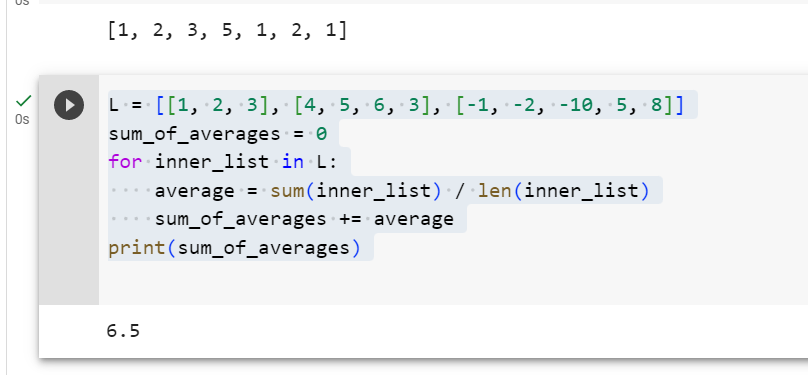 0s
[1, 2, 3, 5, 1, 2, 1]
0s
L = [[1, 2, 3], [4, 5, 6, 3], [-1, -2, -10, 5, 8]]
sum_of_averages = 0
for inner_list in L:
    average = sum(inner_list) / len(inner_list)
    sum_of_averages += average
print(sum_of_averages)
6.5